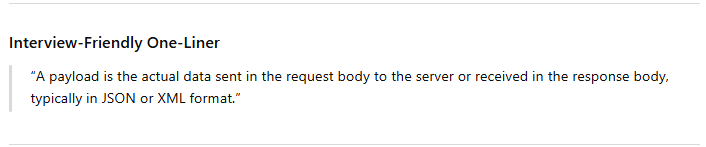 Interview-Friendly One-Liner
“A payload is the actual data sent in the request body to the server or received in the response body,
typically in JSON or XML format.”